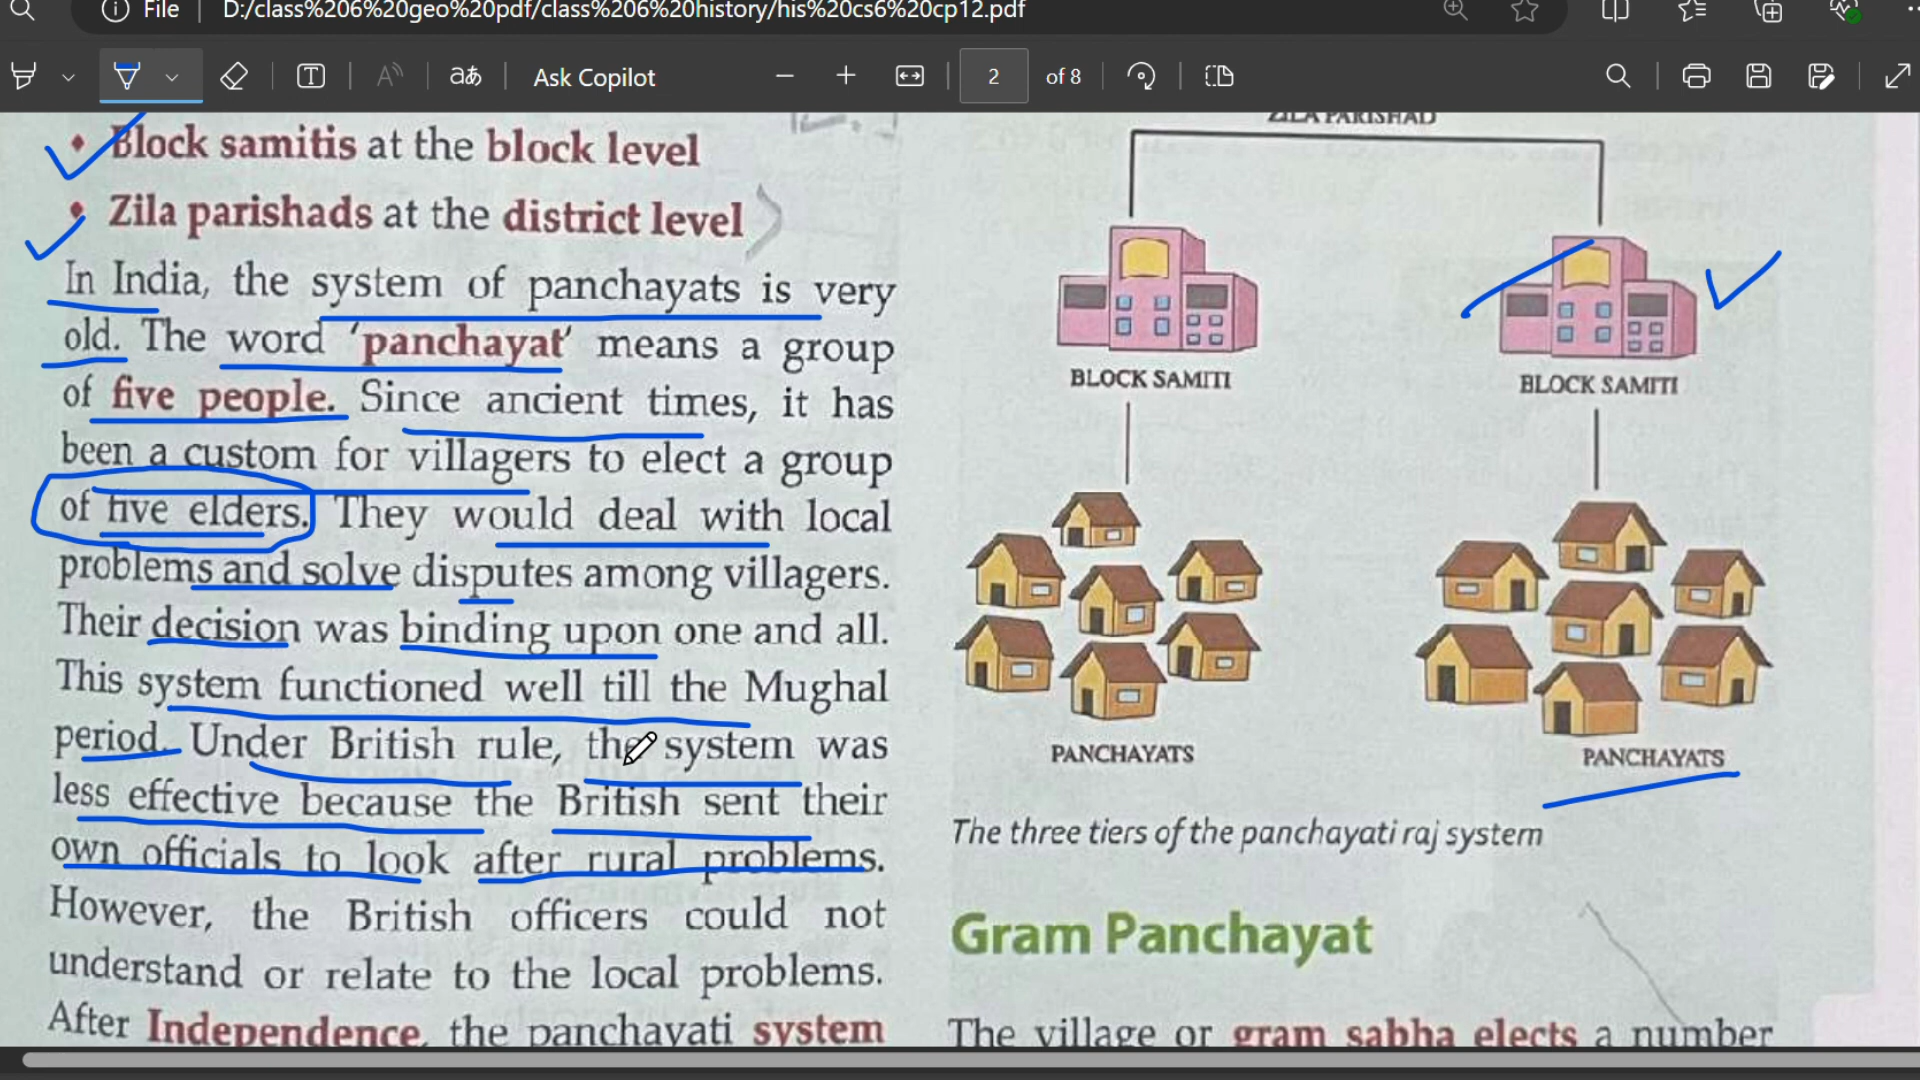 File
D:/class%206%20geo%20pdf/class%206%20history/his%20cs6%20cp12.pdf
Ask Copilot
2 of 8
Block samitis at the block level
Zila parishads at the district level
In India, the system of panchayats is very
old. The word 'panchayat' means a group
of five people. Since ancient times, it has
been a custom for villagers to elect a group
of five elders. They would deal with local
problems and solve disputes among villagers.
Their decision was binding upon one and all.
This system functioned well till the Mughal
period. Under British rule, the system was
less effective because the British sent their
own officials to look after rural problems.
However, the British officers could not
understand or relate to the local problems.
After Independence, the panchayati system
ZILA PARISHAD
BLOCK SAMITI
BLOCK SAMITI
PANCHAYATS
PANCHAYATS
The three tiers of the panchayati raj system
Gram Panchayat
The village or gram sabha elects a number